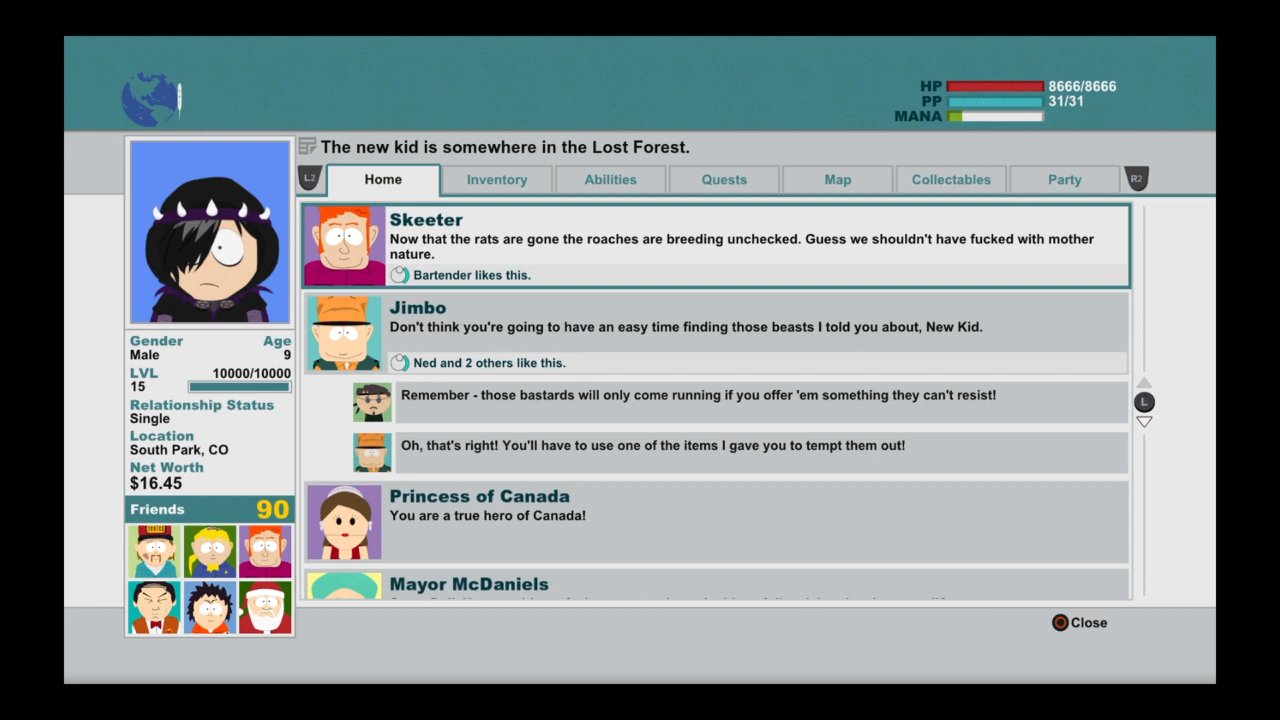 HP 8666/8666
PP 31/31
MANA
The new kid is somewhere in the Lost Forest.
L2 Home Inventory Abilities Quests Map Collectables Party R2
Skeeter
Now that the rats are gone the roaches are breeding unchecked. Guess we shouldn't have fucked with mother
nature.
Bartender likes this.
Jimbo
Don't think you're going to have an easy time finding those beasts I told you about, New Kid.
Ned and 2 others like this.
Remember - those bastards will only come running if you offer 'em something they can't resist!
Oh, that's right! You'll have to use one of the items I gave you to tempt them out!
Princess of Canada
You are a true hero of Canada!
Mayor McDaniels
Gender Age
Male 9
LVL 10000/10000
15
Relationship Status
Single
Location
South Park, CO
Net Worth
$16.45
Friends 90
L
Close